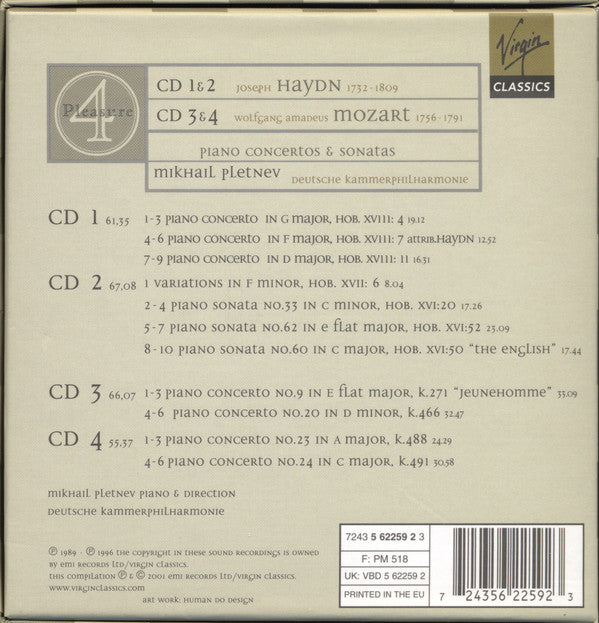 Virgin
CLASSICS
4
Pleasure
CD 1&2 Joseph Haydn 1732-1809
CD 3&4 Wolfgang Amadeus Mozart 1756-1791
Piano Concertos & Sonatas
Mikhail Pletnev Deutsche Kammerphilharmonie
CD 1 61,35 1-3 Piano Concerto in G major, Hob. XVIII: 4 19.12
4-6 Piano Concerto in F major, Hob. XVIII: 7 attrib.Haydn 12.52
7-9 Piano Concerto in D major, Hob. XVIII: 11 16.31
CD 2 67,08 1 Variations in F minor, Hob. XVII: 6 8.04
2-4 Piano Sonata No.33 in C minor, Hob. XVI:20 17.26
5-7 Piano Sonata No.62 in E flat major, Hob. XVI:52 23.09
8-10 Piano Sonata No.60 in C major, Hob. XVI:50 "The English" 17.44
CD 3 66,07 1-3 Piano Concerto No.9 in E flat major, K.271 "Jeunehomme" 33.09
4-6 Piano Concerto No.20 in D minor, K.466 32.47
CD 4 55,37 1-3 Piano Concerto No.23 in A major, K.488 24.29
4-6 Piano Concerto No.24 in C major, K.491 30.58
Mikhail Pletnev Piano & Direction
Deutsche Kammerphilharmonie
℗ 1989 - ℗ 1996 The copyright in these sound recordings is owned
by EMI Records Ltd/Virgin Classics.
This compilation ℗ & © 2001 EMI Records Ltd/Virgin Classics.
www.virginclassics.com
Art work: Human Do Design
7243 5 62259 2 3
F: PM 518
UK: VBD 5 62259 2
PRINTED IN THE EU
7 24356 22592 3